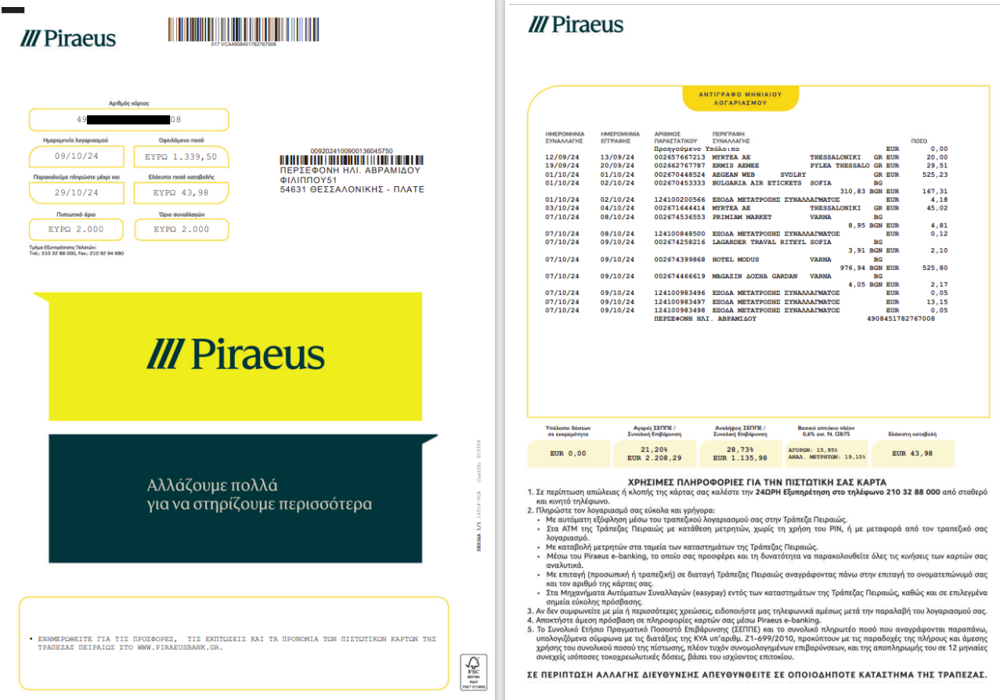 Piraeus
017 VCA4908451782767008
Αριθμός κάρτας
49 08
Ημερομηνία λογαριασμού Οφειλόμενο ποσό
09/10/24 ΕΥΡΩ 1.339,50
Παρακαλούμε πληρώστε μέχρι και Ελάχιστο ποσό καταβολής
29/10/24 ΕΥΡΩ 43,98
Πιστωτικό όριο Όριο συναλλαγών
ΕΥΡΩ 2.000 ΕΥΡΩ 2.000
Τμήμα Εξυπηρέτησης Πελατών:
Τηλ.: 210 32 88 000, Fax.: 210 92 94 680
0092024100900136045750
ΠΕΡΣΕΦΟΝΗ ΗΛΙ. ΑΒΡΑΜΙΔΟΥ
ΦΙΛΙΠΠΟΥ51
54631 ΘΕΣΣΑΛΟΝΙΚΗΣ - ΠΛΑΤΕ
Piraeus
Αλλάζουμε πολλά
για να στηρίζουμε περισσότερα
ΣΕΛΙΔΑ 1/1 16514-VCA CustID: 015359
• ΕΝΗΜΕΡΩΘΕΙΤΕ ΓΙΑ ΤΙΣ ΠΡΟΣΦΟΡΕΣ, ΤΙΣ ΕΚΠΤΩΣΕΙΣ ΚΑΙ ΤΑ ΠΡΟΝΟΜΙΑ ΤΩΝ ΠΙΣΤΩΤΙΚΩΝ ΚΑΡΤΩΝ ΤΗΣ
ΤΡΑΠΕΖΑΣ ΠΕΙΡΑΙΩΣ ΣΤΟ WWW.PIRAEUSBANK.GR.
FSC
ΜΕΙΓΜΑ
Χαρτί
Piraeus
ΑΝΤΙΓΡΑΦΟ ΜΗΝΙΑΙΟΥ
ΛΟΓΑΡΙΑΣΜΟΥ
ΗΜΕΡΟΜΗΝΙΑ ΗΜΕΡΟΜΗΝΙΑ ΑΡΙΘΜΟΣ ΠΕΡΙΓΡΑΦΗ
ΣΥΝΑΛΛΑΓΗΣ ΕΓΓΡΑΦΗΣ ΠΑΡΑΣΤΑΤΙΚΟΥ ΣΥΝΑΛΛΑΓΗΣ ΠΟΣΟ
Προηγούμενο Υπόλοιπο EUR 0,00
12/09/24 13/09/24 002657667213 MYRTEA AE THESSALONIKI GR EUR 20,00
19/09/24 20/09/24 002662767787 ERMIS AEMEE PYLEA THESSALO GR EUR 29,51
01/10/24 01/10/24 002670448524 AEGEAN WEB SVDLRY GR EUR 525,23
01/10/24 02/10/24 002670453333 BULGARIA AIR ETICKETS SOFIA BG
310,83 BGN EUR 167,31
01/10/24 02/10/24 124100200566 ΕΞΟΔΑ ΜΕΤΑΤΡΟΠΗΣ ΣΥΝΑΛΛΑΓΜΑΤΟΣ EUR 4,18
03/10/24 04/10/24 002671644414 MYRTEA AE THESSALONIKI GR EUR 45,02
07/10/24 08/10/24 002674536553 PRIMIAM MARKET VARNA BG
8,95 BGN EUR 4,81
07/10/24 08/10/24 124100848500 ΕΞΟΔΑ ΜΕΤΑΤΡΟΠΗΣ ΣΥΝΑΛΛΑΓΜΑΤΟΣ EUR 0,12
07/10/24 09/10/24 002674258216 LAGARDER TRAVAL RITEYL SOFIA BG
3,91 BGN EUR 2,10
07/10/24 09/10/24 002674399868 HOTEL MODUS VARNA BG
976,94 BGN EUR 525,80
07/10/24 09/10/24 002674466619 MAGAZIN ΔΟΣΗΑ GARDAN VARNA BG
4,05 BGN EUR 2,17
07/10/24 09/10/24 124100983496 ΕΞΟΔΑ ΜΕΤΑΤΡΟΠΗΣ ΣΥΝΑΛΛΑΓΜΑΤΟΣ EUR 0,05
07/10/24 09/10/24 124100983497 ΕΞΟΔΑ ΜΕΤΑΤΡΟΠΗΣ ΣΥΝΑΛΛΑΓΜΑΤΟΣ EUR 13,15
07/10/24 09/10/24 124100983498 ΕΞΟΔΑ ΜΕΤΑΤΡΟΠΗΣ ΣΥΝΑΛΛΑΓΜΑΤΟΣ EUR 0,05
ΠΕΡΣΕΦΟΝΗ ΗΛΙ. ΑΒΡΑΜΙΔΟΥ 4908451782767008
Υπόλοιπο δόσεων Αγορές ΣΕΠΠΕ / Αναλήψεις ΣΕΠΠΕ / Βασικό επιτόκιο πλέον
σε εκκρεμότητα Συνολική Επιβάρυνση Συνολική Επιβάρυνση 0,6% εισ. Ν. 128/75 Ελάχιστη καταβολή
EUR 0,00 21,20% 28,73% ΑΓΟΡΩΝ: 15,95% EUR 43,98
EUR 2.208,29 EUR 1.135,98 ΑΝΑΛ. ΜΕΤΡΗΤΩΝ: 19,15%
ΧΡΗΣΙΜΕΣ ΠΛΗΡΟΦΟΡΙΕΣ ΓΙΑ ΤΗΝ ΠΙΣΤΩΤΙΚΗ ΣΑΣ ΚΑΡΤΑ
1. Σε περίπτωση απώλειας ή κλοπής της κάρτας σας καλέστε την 24ΩΡΗ Εξυπηρέτηση στο τηλέφωνο 210 32 88 000 από σταθερό
και κινητό τηλέφωνο.
2. Πληρώστε τον λογαριασμό σας εύκολα και γρήγορα:
• Με αυτόματη εξόφληση μέσω του τραπεζικού λογαριασμού σας στην Τράπεζα Πειραιώς.
• Στα ΑΤΜ της Τράπεζας Πειραιώς με κατάθεση μετρητών, χωρίς τη χρήση του PIN, ή με μεταφορά από τον τραπεζικό σας
λογαριασμό.
• Με καταβολή μετρητών στα ταμεία των καταστημάτων της Τράπεζας Πειραιώς.
• Μέσω του Piraeus e-banking, το οποίο σας προσφέρει και τη δυνατότητα να παρακολουθείτε όλες τις κινήσεις των καρτών σας
αναλυτικά.
• Με επιταγή (προσωπική ή τραπεζική) σε διαταγή Τράπεζας Πειραιώς αναγράφοντας πάνω στην επιταγή το ονοματεπώνυμό σας
και τον αριθμό της κάρτας σας.
• Στα Μηχανήματα Αυτόματων Συναλλαγών (easypay) εντός των καταστημάτων της Τράπεζας Πειραιώς, καθώς και σε επιλεγμένα
σημεία εύκολης πρόσβασης.
3. Αν δεν συμφωνείτε με μία ή περισσότερες χρεώσεις, ειδοποιήστε μας τηλεφωνικά αμέσως μετά την παραλαβή του λογαριασμού σας.
4. Αποκτήστε άμεση πρόσβαση σε πληροφορίες καρτών σας μέσω Piraeus e-banking.
5. Το Συνολικό Ετήσιο Πραγματικό Ποσοστό Επιβάρυνσης (ΣΕΠΠΕ) και το συνολικό πληρωτέο ποσό που αναγράφονται παραπάνω,
υπολογιζόμενα σύμφωνα, με τις διατάξεις της ΚΥΑ υπ'αριθμ. Ζ1-699/2010, προκύπτουν με τις παραδοχές της πλήρους και άμεσης
χρήσης του συνολικού ποσού της πίστωσης, πλέον τυχόν συνομολογημένων επιβαρύνσεων, και της αποπληρωμής του σε 12 μηνιαίες
συνεχείς ισόποσες τοκοχρεωλυτικές δόσεις, βάσει του ισχύοντος επιτοκίου.
ΣΕ ΠΕΡΙΠΤΩΣΗ ΑΛΛΑΓΗΣ ΔΙΕΥΘΥΝΣΗΣ ΑΠΕΥΘΥΝΘΕΙΤΕ ΣΕ ΟΠΟΙΟΔΗΠΟΤΕ ΚΑΤΑΣΤΗΜΑ ΤΗΣ ΤΡΑΠΕΖΑΣ.